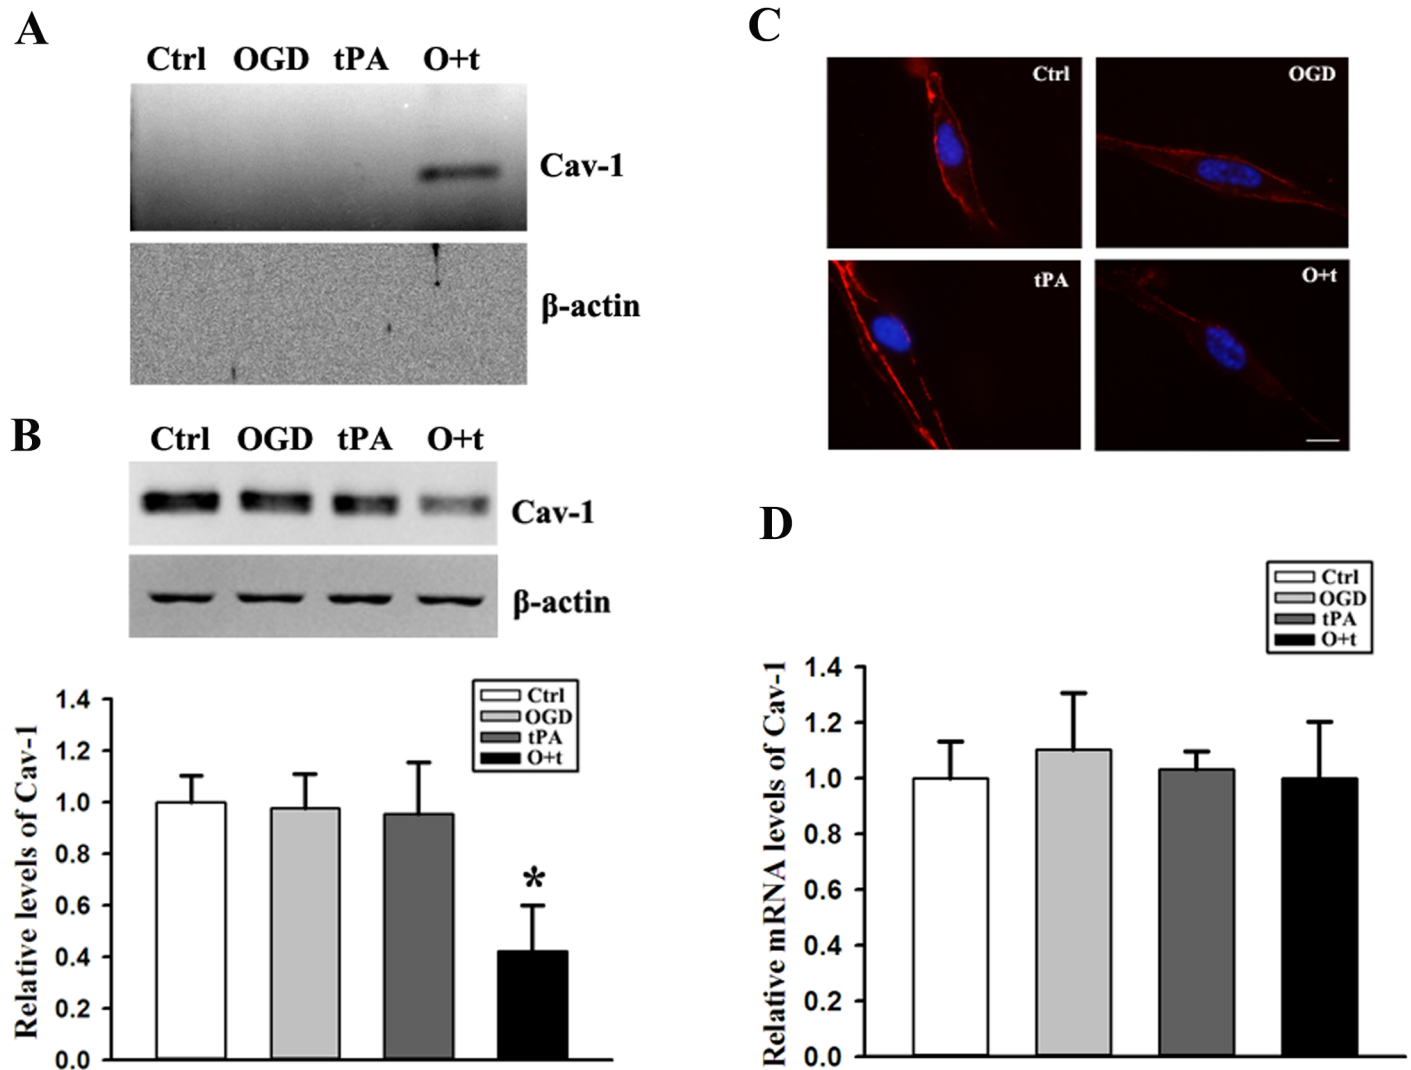 A
Ctrl OGD tPA O+t
Cav-1
β-actin
B
Ctrl OGD tPA O+t
Cav-1
β-actin
Relative levels of Cav-1
1.4
1.2
1.0
0.8
0.6
0.4
0.2
0.0
Ctrl
OGD
tPA
O+t
*
C
Ctrl
OGD
tPA
O+t
D
Relative mRNA levels of Cav-1
1.4
1.2
1.0
0.8
0.6
0.4
0.2
0.0
Ctrl
OGD
tPA
O+t